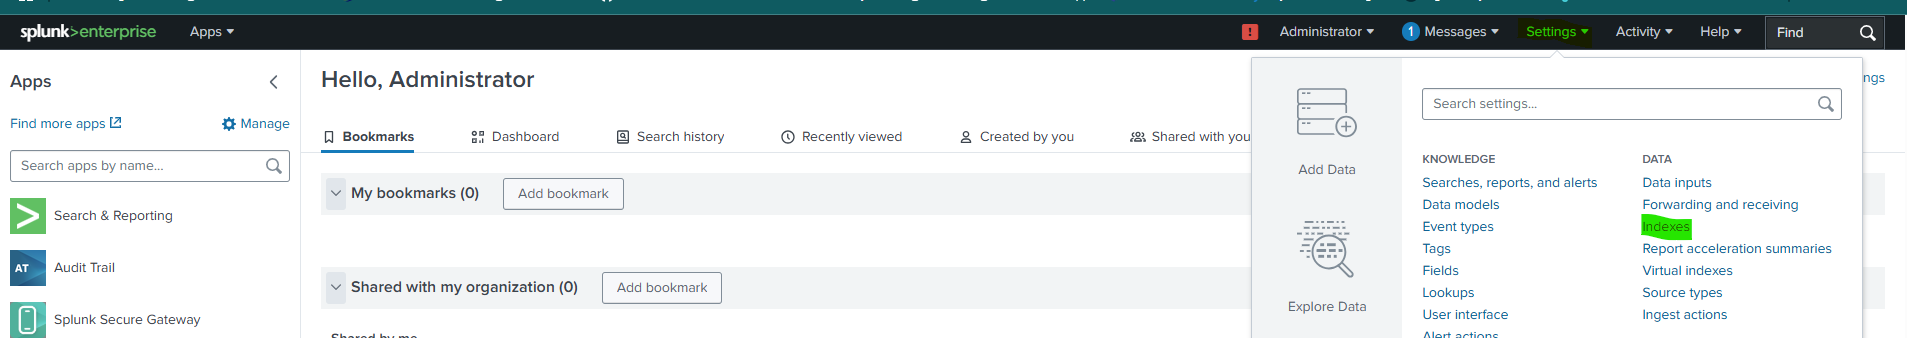 splunk>enterprise Apps Administrator 1 Messages Settings Activity Help Find
Apps
Find more apps Manage
Search apps by name...
Search & Reporting
AT Audit Trail
Splunk Secure Gateway
Hello, Administrator
Bookmarks Dashboard Search history Recently viewed Created by you Shared with you
My bookmarks (0) Add bookmark
Shared with my organization (0) Add bookmark
Shared by me
Add Data
Explore Data
Search settings...
KNOWLEDGE
Searches, reports, and alerts
Data models
Event types
Tags
Fields
Lookups
User interface
Alert actions
DATA
Data inputs
Forwarding and receiving
Indexes
Report acceleration summaries
Virtual indexes
Source types
Ingest actions
ngs